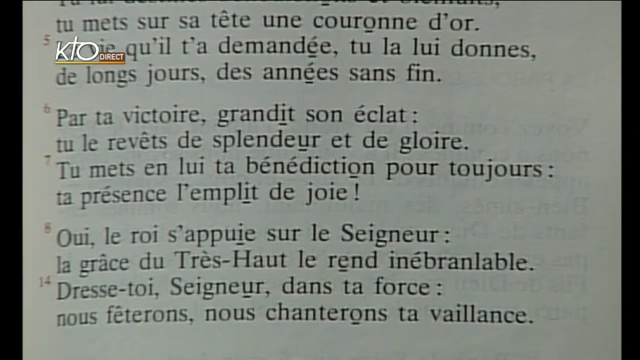 tu mets sur sa tête une couronne d'or.
5 qu'il t'a demandée, tu la lui donnes,
de longs jours, des années sans fin.
6 Par ta victoire, grandit son éclat :
tu le revêts de splendeur et de gloire.
7 Tu mets en lui ta bénédiction pour toujours :
ta présence l'emplit de joie !
8 Oui, le roi s'appuie sur le Seigneur :
la grâce du Très-Haut le rend inébranlable.
14 Dresse-toi, Seigneur, dans ta force :
nous fêterons, nous chanterons ta vaillance.
KTO
DIRECT